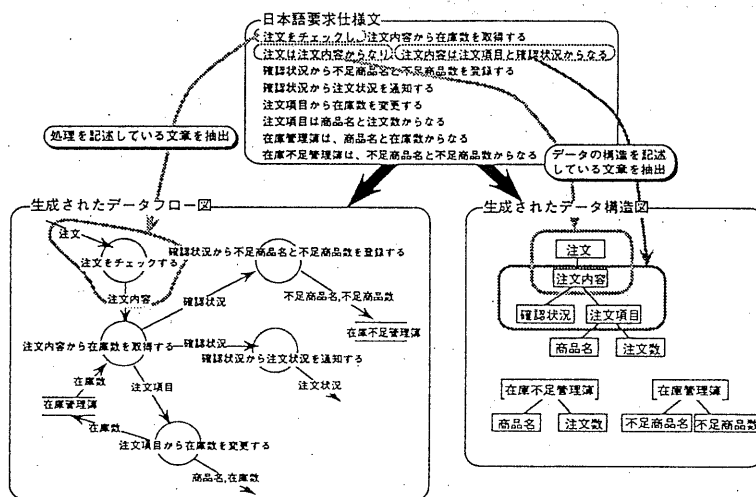 日本語要求仕様文
注文をチェックし、注文内容から在庫数を取得する
注文は注文内容からなり、注文内容は注文項目と確認状況からなる
確認状況から不足商品名と不足商品数を登録する
確認状況から注文状況を通知する
注文項目から在庫数を変更する
注文項目は商品名と注文数からなる
在庫管理簿は、商品名と在庫数からなる
在庫不足管理簿は、不足商品名と不足商品数からなる
処理を記述している文章を抽出
データの構造を記述
している文章を抽出
生成されたデータフロー図
注文
注文をチェックする
注文内容
確認状況から不足商品名と不足商品数を登録する
確認状況
不足商品名,不足商品数
在庫不足管理簿
注文内容から在庫数を取得する
確認状況
確認状況から注文状況を通知する
注文状況
在庫数
在庫管理簿
在庫数
注文項目
注文項目から在庫数を変更する
商品名,在庫数
生成されたデータ構造図
注文
注文内容
確認状況 注文項目
商品名 注文数
在庫不足管理簿 在庫管理簿
商品名 注文数 不足商品名 不足商品数